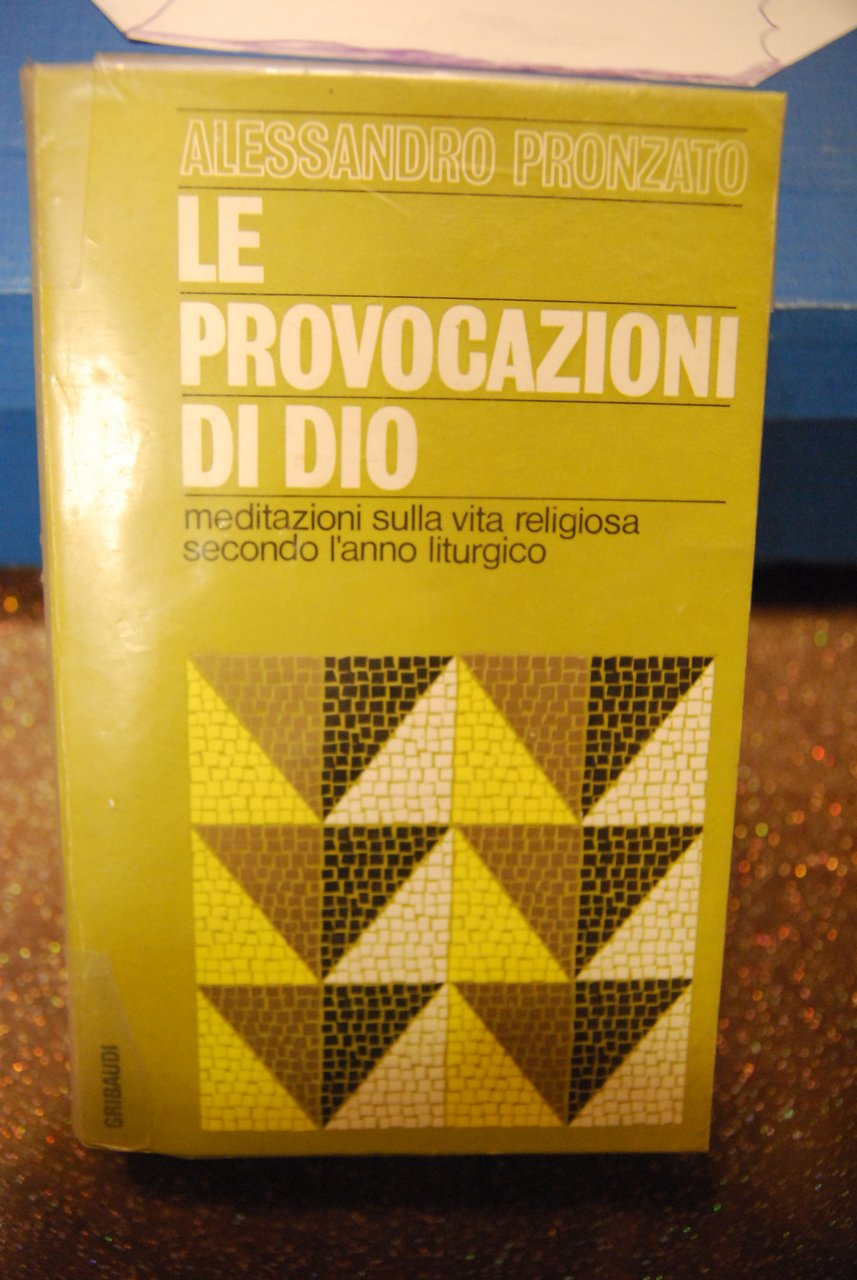 ALESSANDRO PRONZATO
LE
PROVOCAZIONI
DI DIO
meditazioni sulla vita religiosa
secondo l'anno liturgico
GRIBAUDI